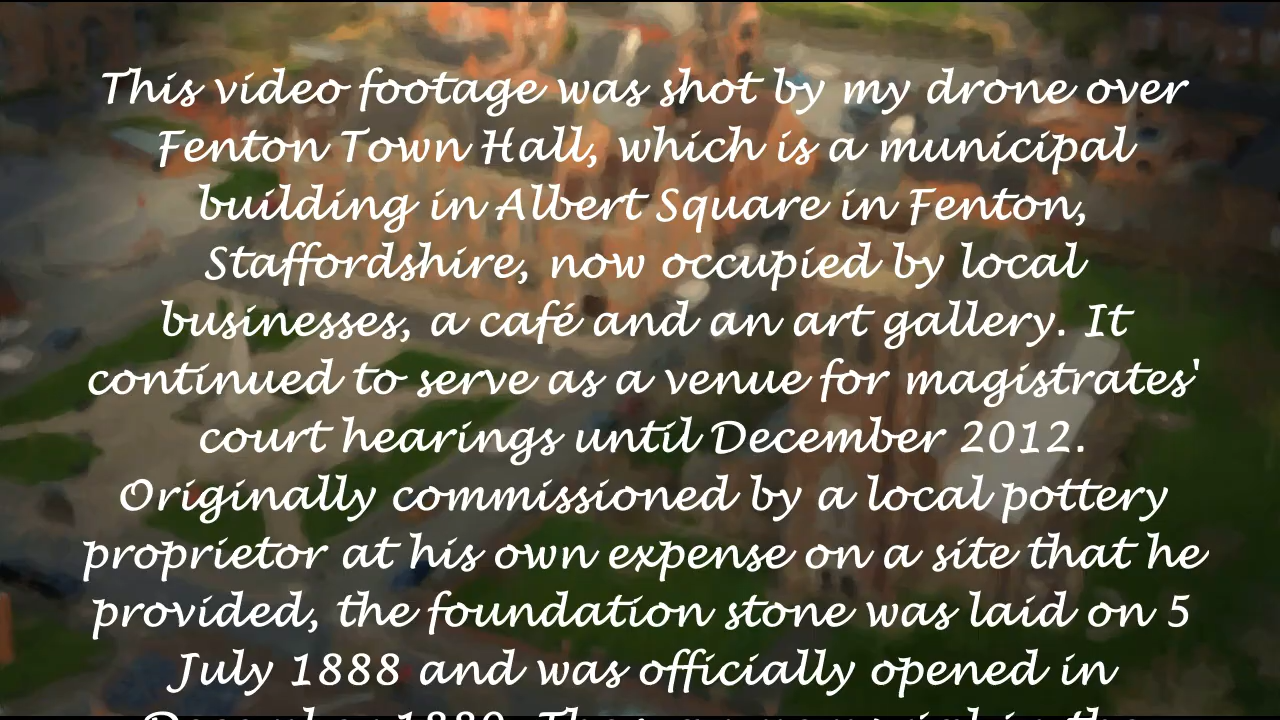 This video footage was shot by my drone over
Fenton Town Hall, which is a municipal
building in Albert Square in Fenton,
Staffordshire, now occupied by local
businesses, a café and an art gallery. It
continued to serve as a venue for magistrates'
court hearings until December 2012.
Originally commissioned by a local pottery
proprietor at his own expense on a site that he
provided, the foundation stone was laid on 5
July 1888 and was officially opened in